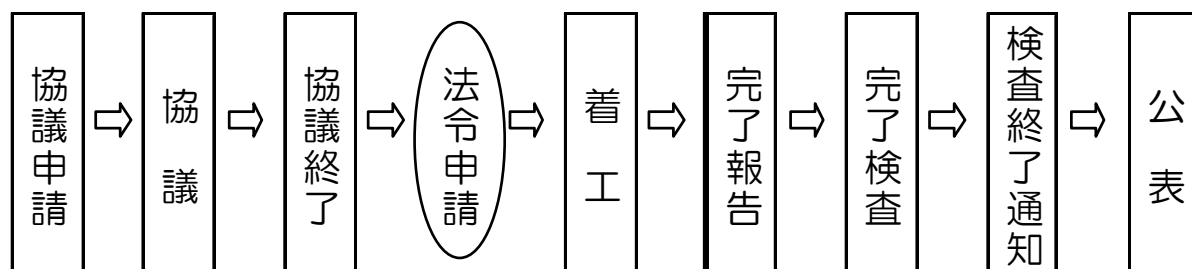 協議申請
協議
協議終了
法令申請
着工
完了報告
完了検査
検査終了通知
公表